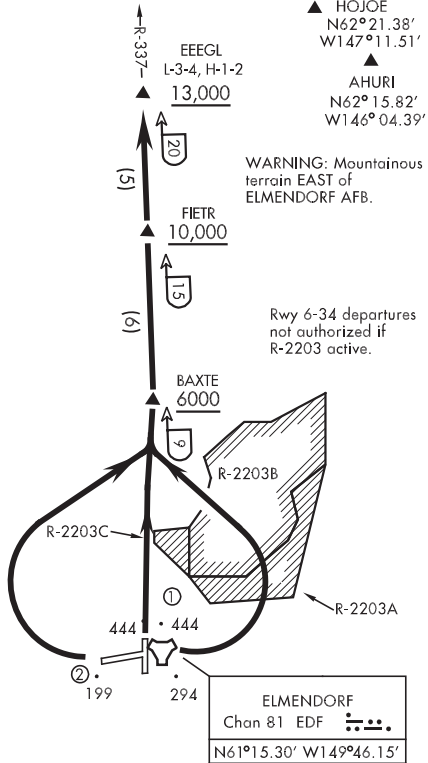 HOJOE
N62°21.38'
W147°11.51'
AHURI
N62°15.82'
W146°04.39'
R-337
EEEGL
L-3-4, H-1-2
13,000
20
(5)
WARNING: Mountainous
terrain EAST of
ELMENDORF AFB.
FIETR
10,000
15
(6)
Rwy 6-34 departures
not authorized if
R-2203 active.
BAXTE
6000
9
R-2203B
R-2203C
R-2203A
1
444
444
2
199
294
ELMENDORF
Chan 81 EDF
N61°15.30' W149°46.15'